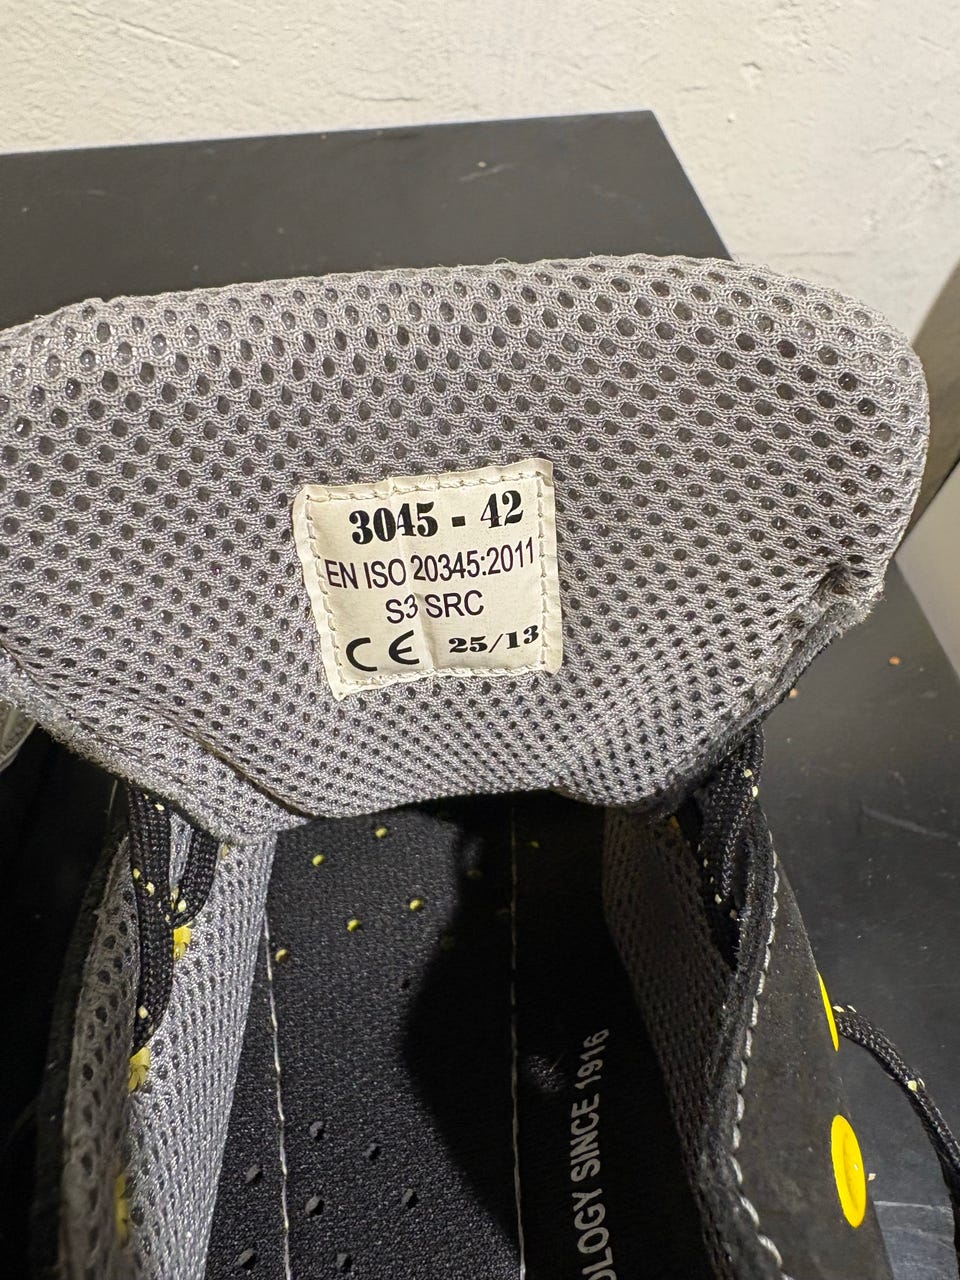 3045 - 42
EN ISO 20345:2011
S3 SRC
CE 25/13
OLOGY SINCE 1916